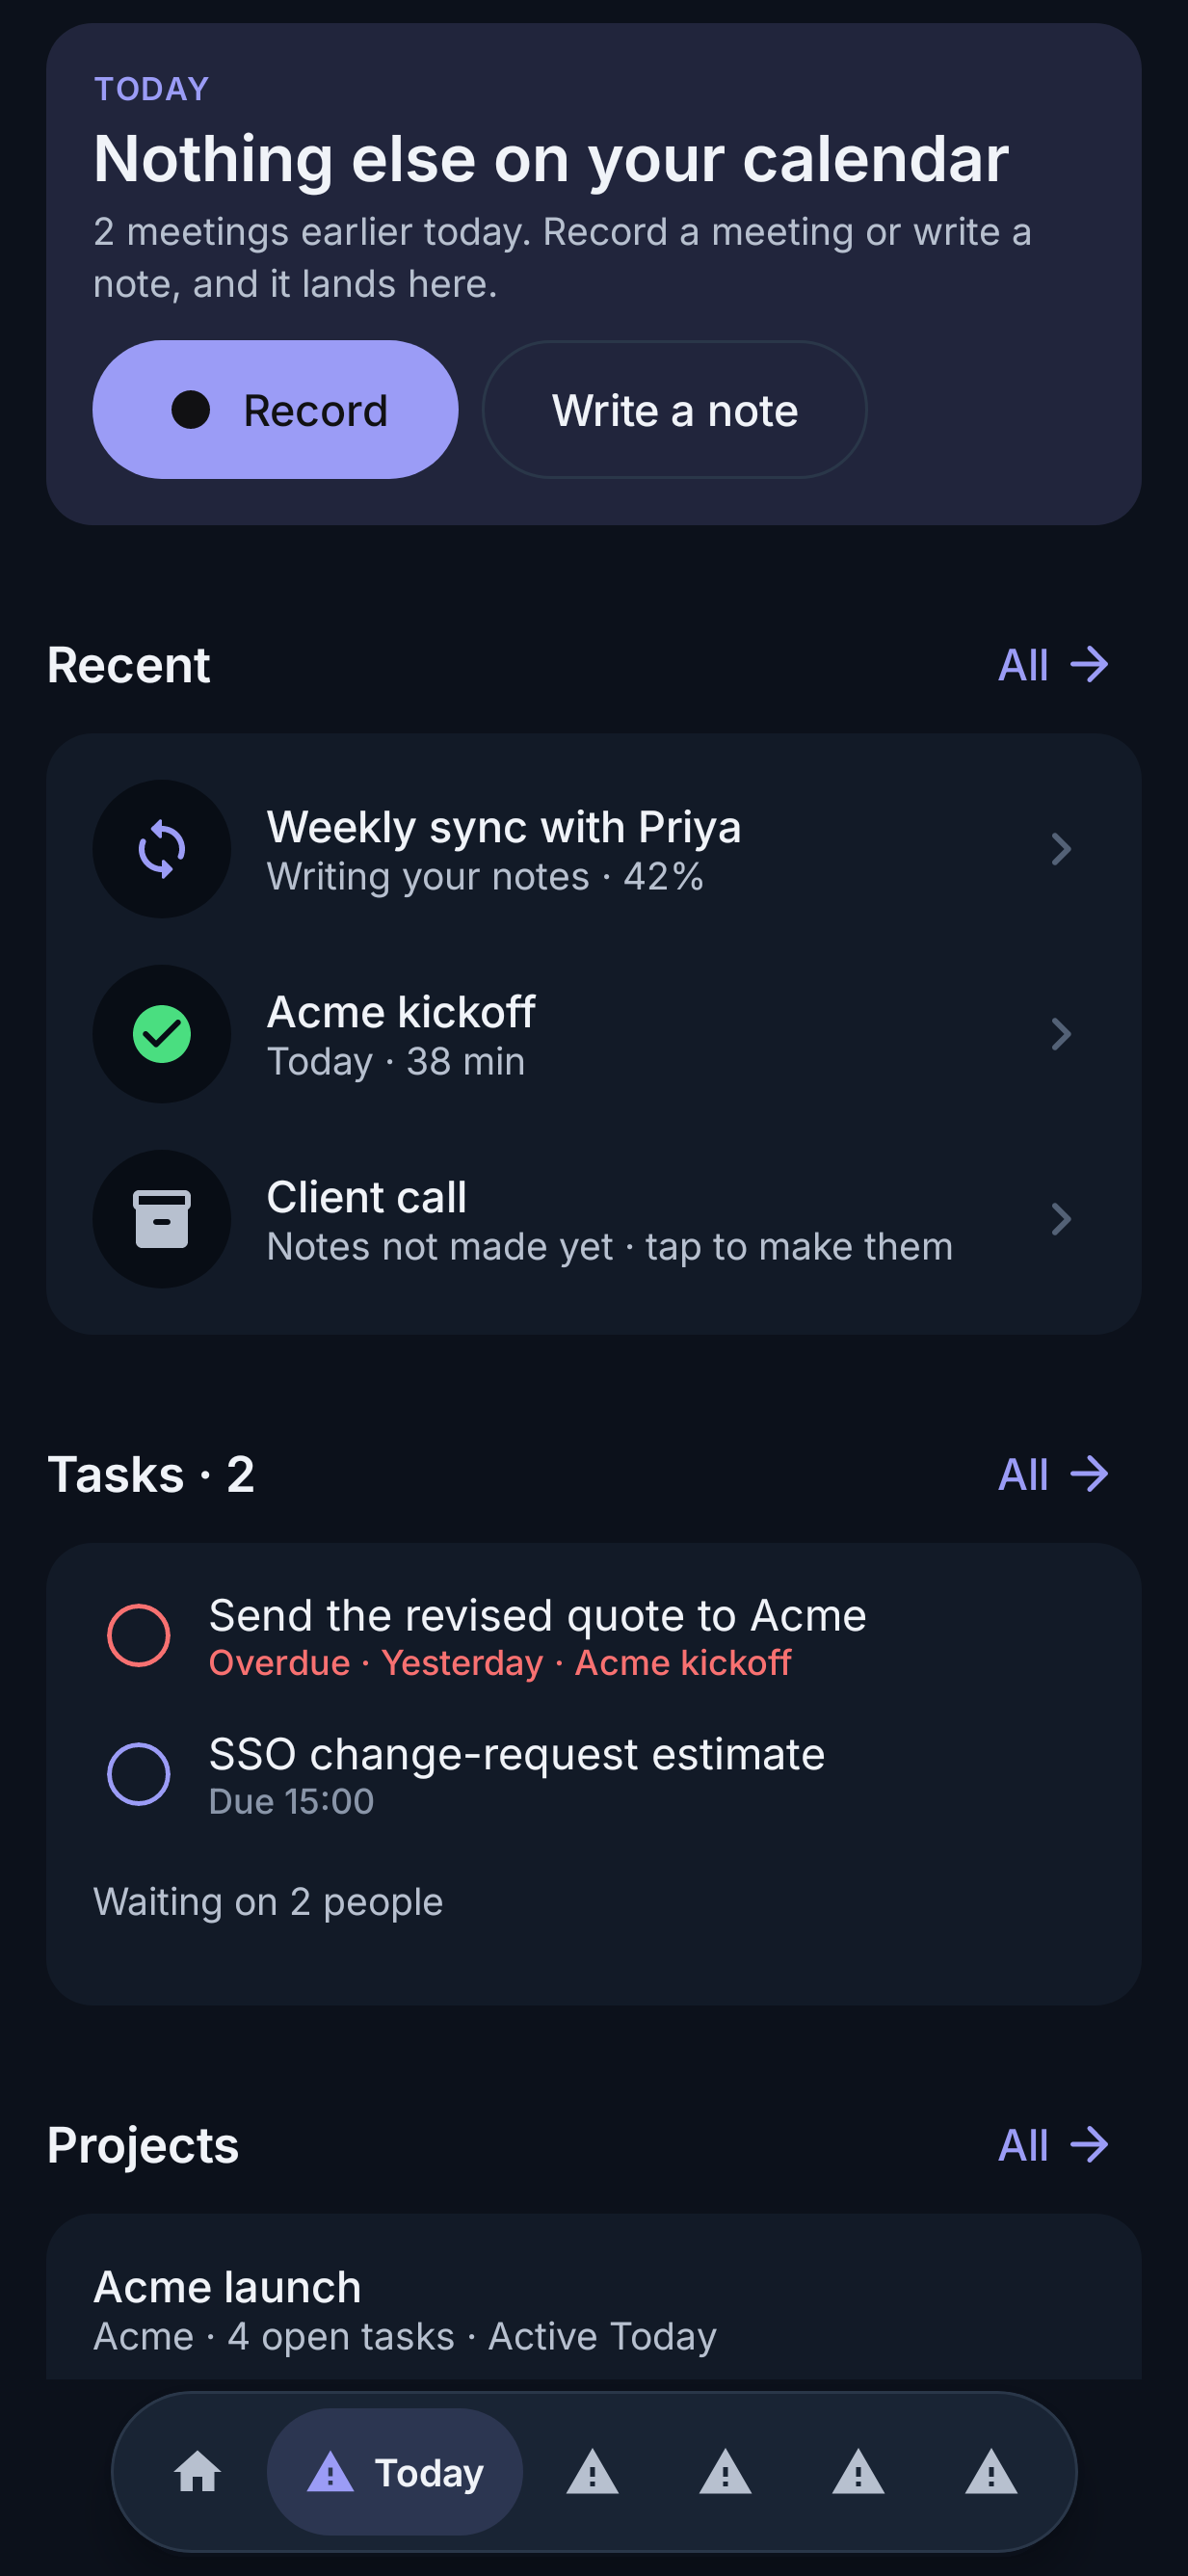 TODAY
Nothing else on your calendar
2 meetings earlier today. Record a meeting or write a
note, and it lands here.
Record
Write a note
Recent
All
Weekly sync with Priya
Writing your notes · 42%
Acme kickoff
Today · 38 min
Client call
Notes not made yet · tap to make them
Tasks · 2
All
Send the revised quote to Acme
Overdue · Yesterday · Acme kickoff
SSO change-request estimate
Due 15:00
Waiting on 2 people
Projects
All
Acme launch
Acme · 4 open tasks · Active Today
Today